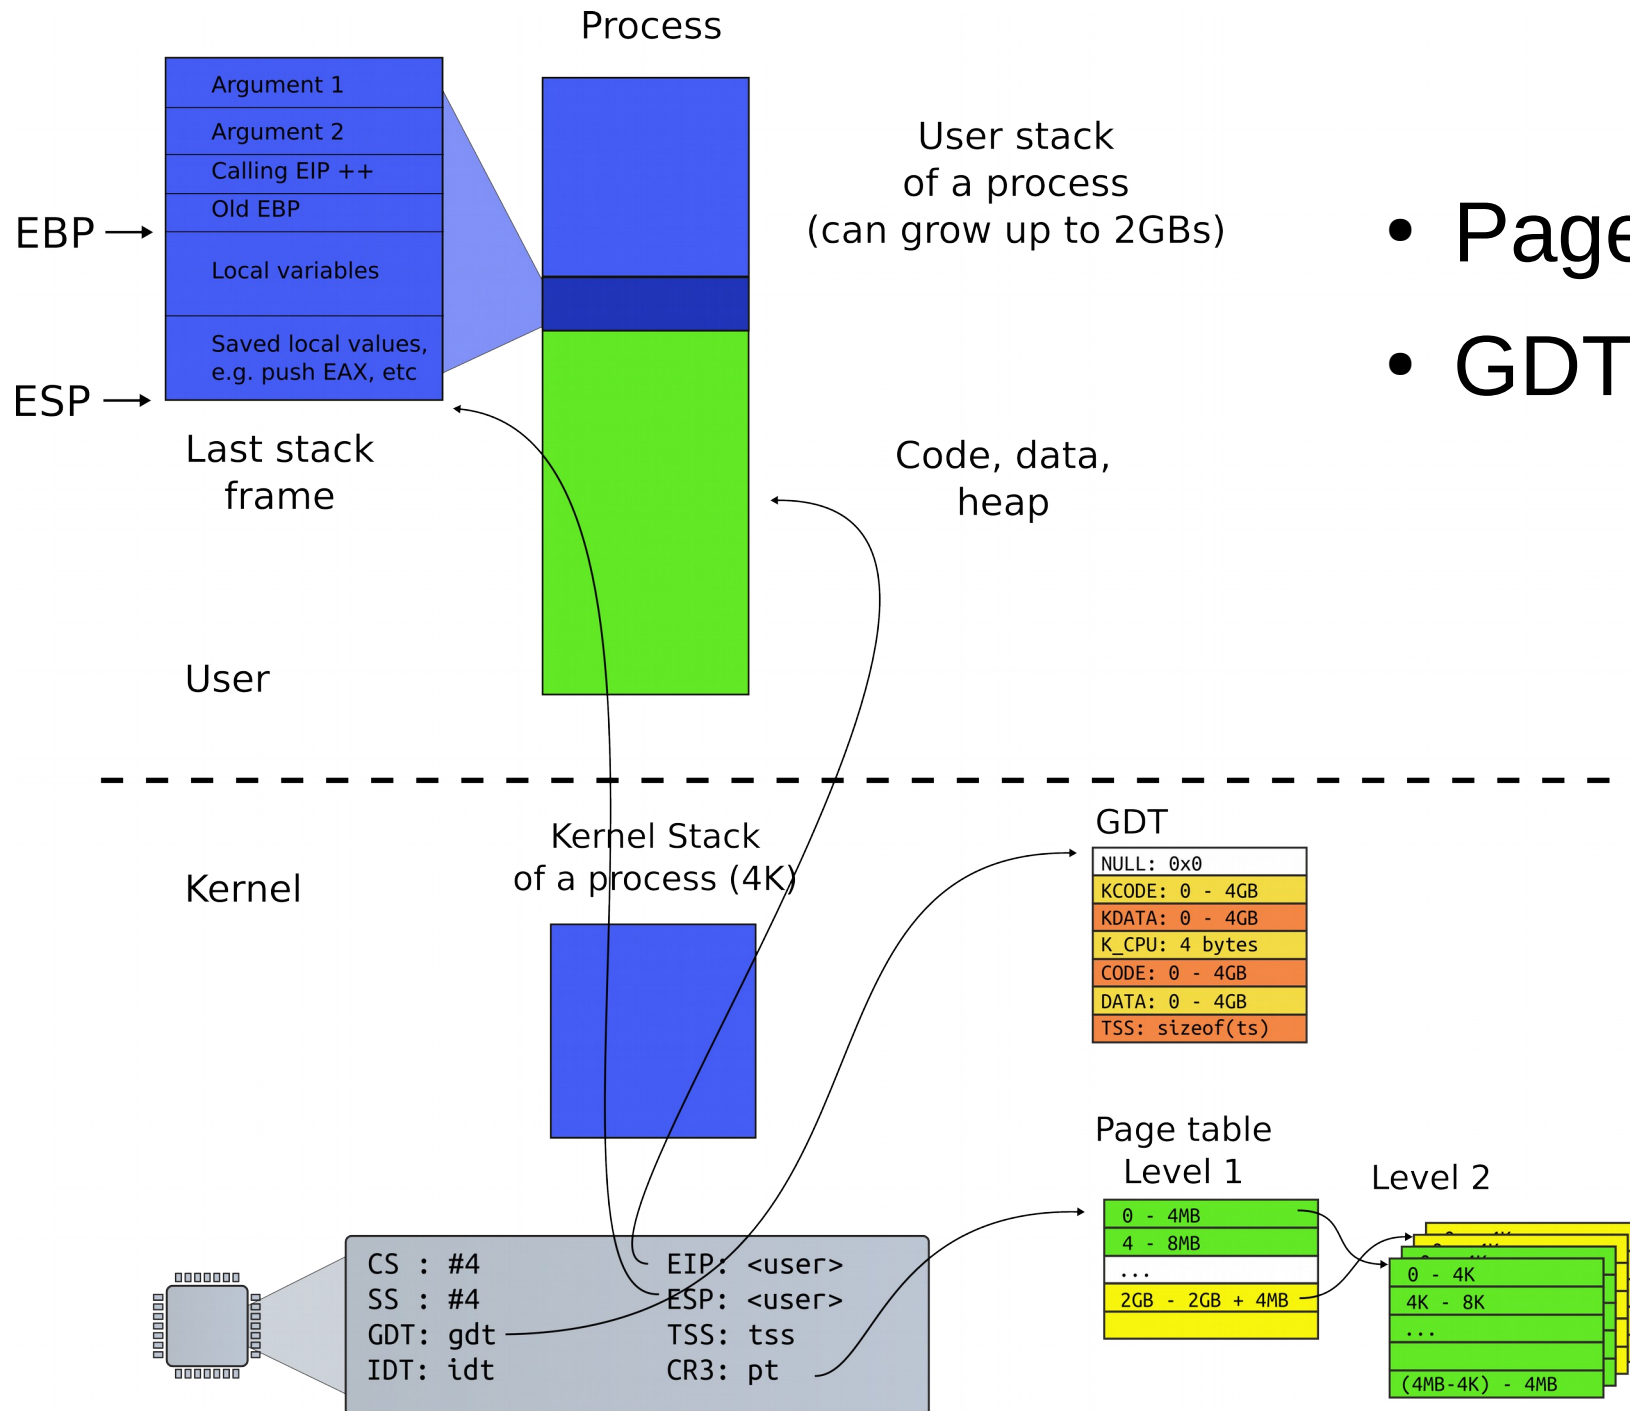 Process
Argument 1
Argument 2
Calling EIP ++
Old EBP
EBP
Local variables
Saved local values,
e.g. push EAX, etc
ESP
Last stack
frame
User stack
of a process
(can grow up to 2GBs)
• Page
• GDT
Code, data,
heap
User
Kernel
Kernel Stack
of a process (4K)
GDT
NULL: 0x0
KCODE: 0 - 4GB
KDATA: 0 - 4GB
K_CPU: 4 bytes
CODE: 0 - 4GB
DATA: 0 - 4GB
TSS: sizeof(ts)
Page table
Level 1
0 - 4MB
4 - 8MB
...
2GB - 2GB + 4MB
Level 2
0 - 4K
4K - 8K
...
(4MB-4K) - 4MB
CS : #4
SS : #4
GDT: gdt
IDT: idt
EIP: <user>
ESP: <user>
TSS: tss
CR3: pt